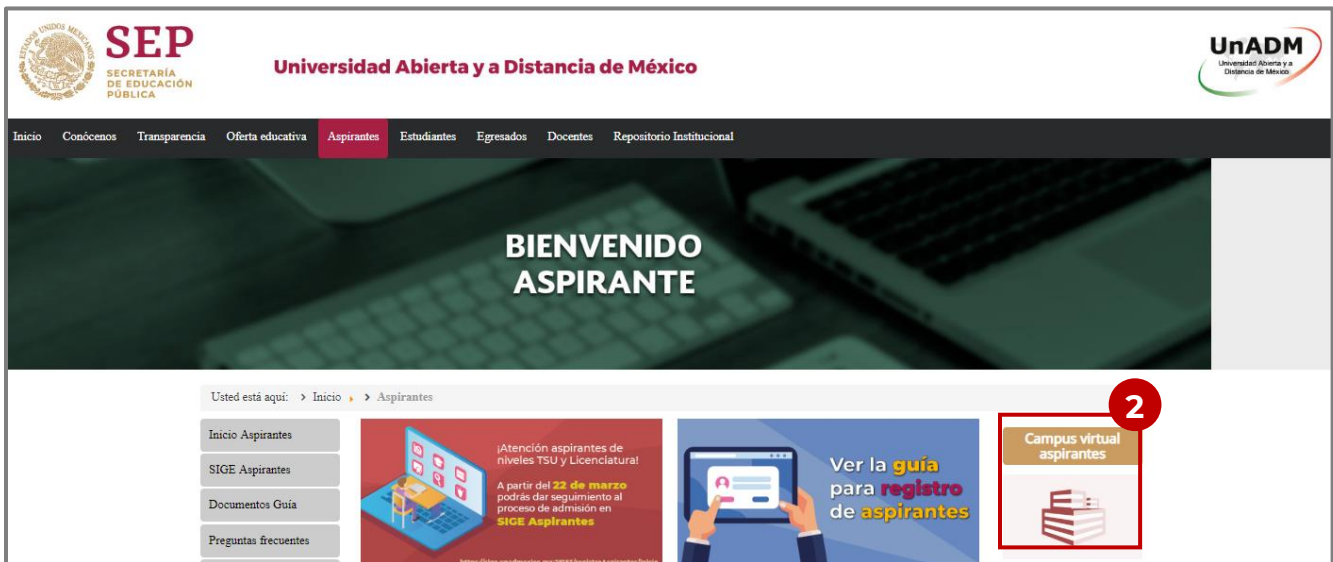 ESTADOS UNIDOS MEXICANOS
SEP
SECRETARÍA
DE EDUCACIÓN
PÚBLICA
Universidad Abierta y a Distancia de México
UnADM
Universidad Abierta y a
Distancia de México
Inicio Conócenos Transparencia Oferta educativa Aspirantes Estudiantes Egresados Docentes Repositorio Institucional
BIENVENIDO
ASPIRANTE
Usted está aquí: > Inicio > Aspirantes
2
Inicio Aspirantes
SIGE Aspirantes
Documentos Guía
Preguntas frecuentes
¡Atención aspirantes de
niveles TSU y Licenciatura!
A partir del 22 de marzo
podrás dar seguimiento al
proceso de admisión en
SIGE Aspirantes
Ver la guía
para registro
de aspirantes
Campus virtual
aspirantes